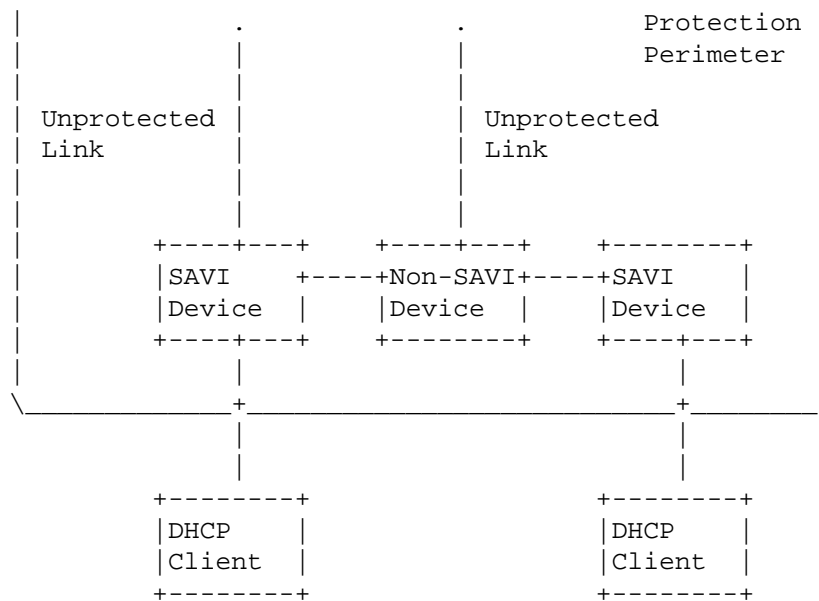 Protection
Perimeter
Unprotected Unprotected
Link Link
SAVI Non-SAVI SAVI
Device Device Device
DHCP DHCP
Client Client